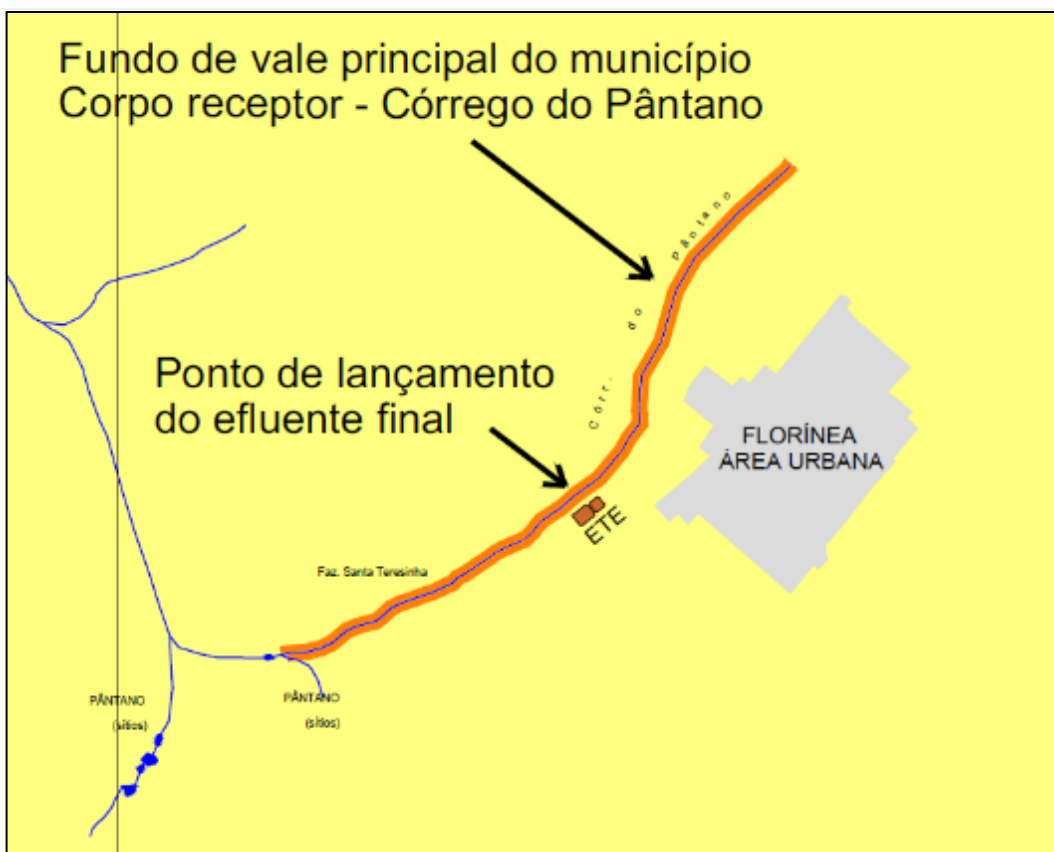 Fundo de vale principal do município
Corpo receptor - Córrego do Pântano
Córr. do Pântano
Ponto de lançamento
do efluente final
FLORÍNEA
ÁREA URBANA
ETE
Faz. Santa Teresinha
PÂNTANO
(sítios)
PÂNTANO
(sítios)